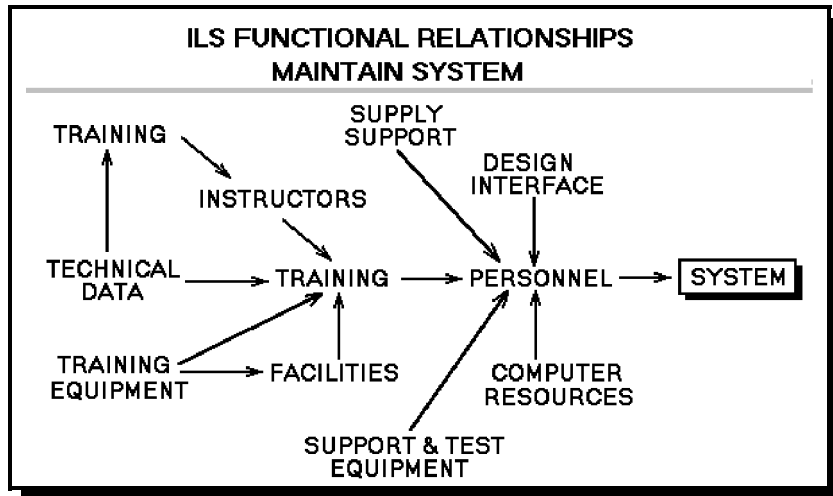 ILS FUNCTIONAL RELATIONSHIPS
MAINTAIN SYSTEM
SUPPLY
SUPPORT
TRAINING
DESIGN
INTERFACE
INSTRUCTORS
TECHNICAL
DATA
TRAINING
PERSONNEL
SYSTEM
TRAINING
EQUIPMENT
FACILITIES
COMPUTER
RESOURCES
SUPPORT & TEST
EQUIPMENT